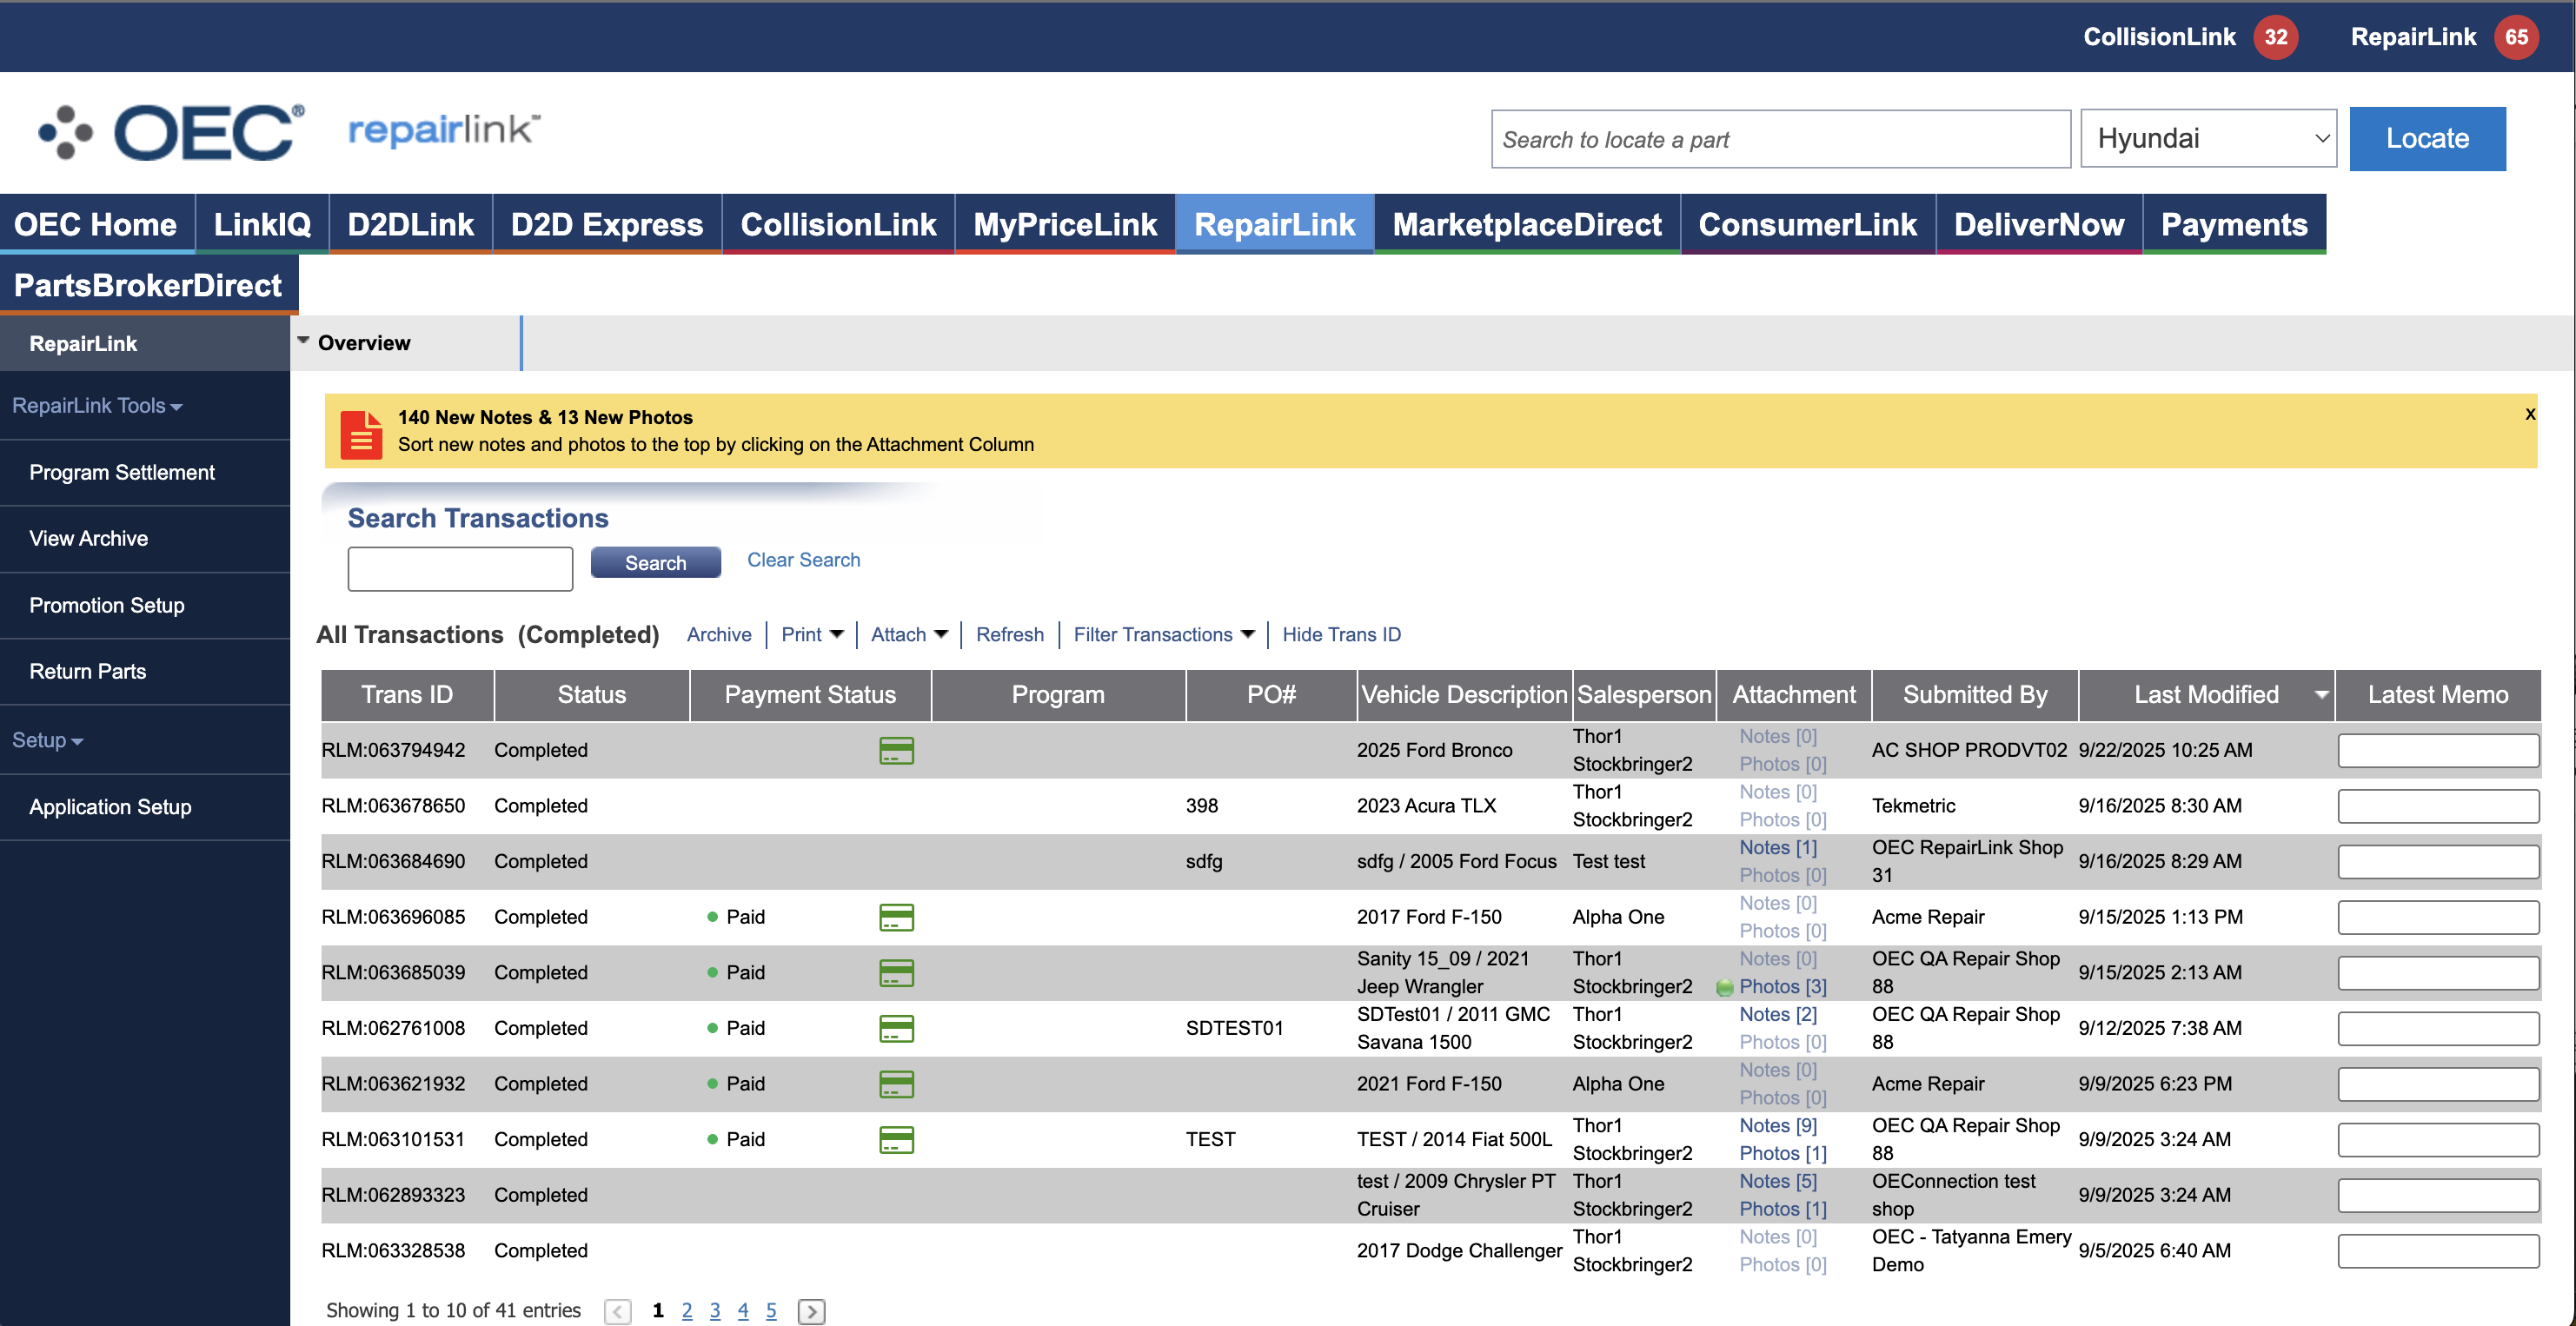 CollisionLink 32 RepairLink 65
OEC® repairlink™ Search to locate a part Hyundai Locate
OEC Home LinkIQ D2DLink D2D Express CollisionLink MyPriceLink RepairLink MarketplaceDirect ConsumerLink DeliverNow Payments
PartsBrokerDirect
RepairLink
Overview
RepairLink Tools
Program Settlement
View Archive
Promotion Setup
Return Parts
Setup
Application Setup
140 New Notes & 13 New Photos x
Sort new notes and photos to the top by clicking on the Attachment Column
Search Transactions
Search Clear Search
All Transactions (Completed) Archive Print Attach Refresh Filter Transactions Hide Trans ID
Trans ID Status Payment Status Program PO# Vehicle Description Salesperson Attachment Submitted By Last Modified Latest Memo
RLM:063794942 Completed 2025 Ford Bronco Thor1 Stockbringer2 Notes [0] Photos [0] AC SHOP PRODVT02 9/22/2025 10:25 AM
RLM:063678650 Completed 398 2023 Acura TLX Thor1 Stockbringer2 Notes [0] Photos [0] Tekmetric 9/16/2025 8:30 AM
RLM:063684690 Completed sdfg sdfg / 2005 Ford Focus Test test Notes [1] Photos [0] OEC RepairLink Shop 31 9/16/2025 8:29 AM
RLM:063696085 Completed Paid 2017 Ford F-150 Alpha One Notes [0] Photos [0] Acme Repair 9/15/2025 1:13 PM
RLM:063685039 Completed Paid Sanity 15_09 / 2021 Jeep Wrangler Thor1 Stockbringer2 Notes [0] Photos [3] OEC QA Repair Shop 88 9/15/2025 2:13 AM
RLM:062761008 Completed Paid SDTEST01 SDTest01 / 2011 GMC Savana 1500 Thor1 Stockbringer2 Notes [2] Photos [0] OEC QA Repair Shop 88 9/12/2025 7:38 AM
RLM:063621932 Completed Paid 2021 Ford F-150 Alpha One Notes [0] Photos [0] Acme Repair 9/9/2025 6:23 PM
RLM:063101531 Completed Paid TEST TEST / 2014 Fiat 500L Thor1 Stockbringer2 Notes [9] Photos [1] OEC QA Repair Shop 88 9/9/2025 3:24 AM
RLM:062893323 Completed test / 2009 Chrysler PT Cruiser Thor1 Stockbringer2 Notes [5] Photos [1] OEConnection test shop 9/9/2025 3:24 AM
RLM:063328538 Completed 2017 Dodge Challenger Thor1 Stockbringer2 Notes [0] Photos [0] OEC - Tatyanna Emery Demo 9/5/2025 6:40 AM
Showing 1 to 10 of 41 entries < 1 2 3 4 5 >